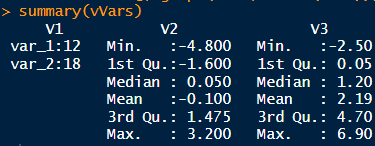 > summary(vVars)
V1 V2 V3
var_1:12 Min. :-4.800 Min. :-2.50
var_2:18 1st Qu.:-1.600 1st Qu.: 0.05
Median : 0.050 Median : 1.20
Mean :-0.100 Mean : 2.19
3rd Qu.: 1.475 3rd Qu.: 4.70
Max. : 3.200 Max. : 6.90